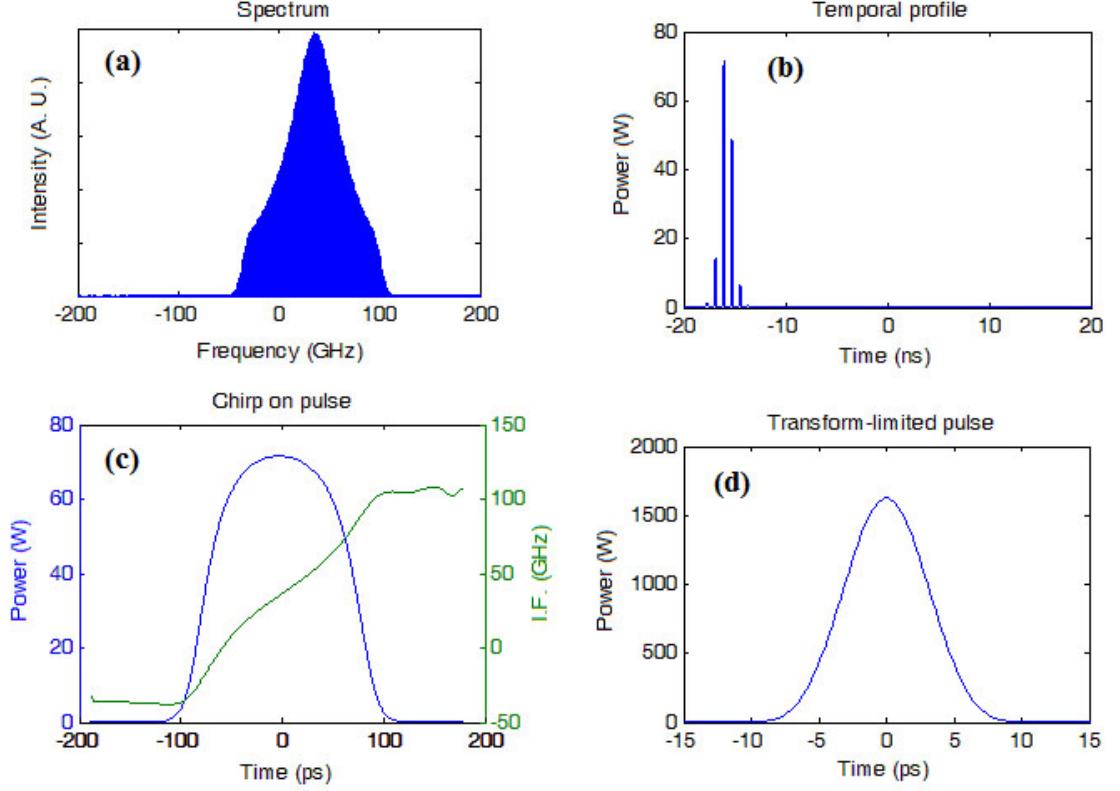 Spectrum
(a)
Intensity (A. U.)
-200
-100
0
100
200
Frequency (GHz)
Temporal profile
(b)
Power (W)
80
60
40
20
0
-20
-10
0
10
20
Time (ns)
Chirp on pulse
(c)
Power (W)
80
60
40
20
0
150
100
50
0
-50
I.F. (GHz)
-200
-100
0
100
200
Time (ps)
Transform-limited pulse
(d)
Power (W)
2000
1500
1000
500
0
-15
-10
-5
0
5
10
15
Time (ps)